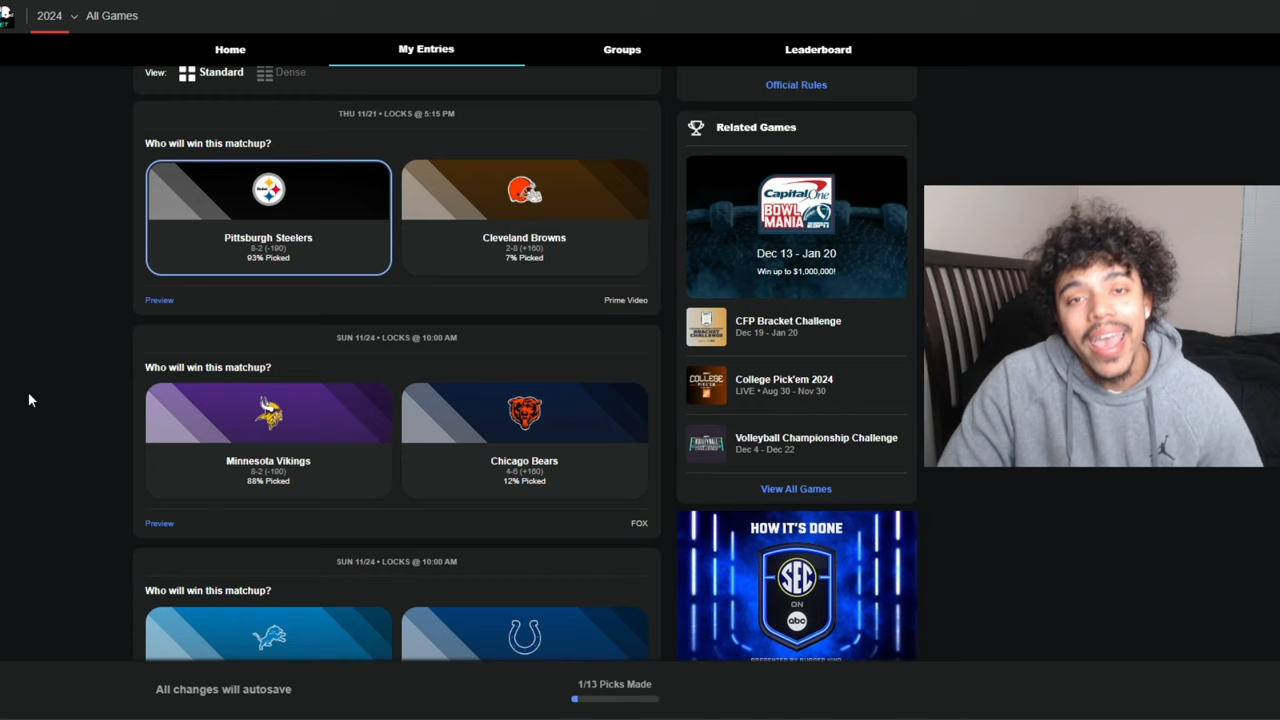 2024
All Games
Home
My Entries
Groups
Leaderboard
View:
Standard
Dense
THU 11/21 • LOCKS @ 5:15 PM
Who will win this matchup?
Pittsburgh Steelers
8-2 (-190)
93% Picked
Cleveland Browns
2-8 (+160)
7% Picked
Preview
Prime Video
SUN 11/24 • LOCKS @ 10:00 AM
Who will win this matchup?
Minnesota Vikings
8-2 (-190)
88% Picked
Chicago Bears
4-6 (+160)
12% Picked
Preview
FOX
SUN 11/24 • LOCKS @ 10:00 AM
Who will win this matchup?
All changes will autosave
1/13 Picks Made
Official Rules
Related Games
Capital One
BOWL
MANIA
ESPN
Dec 13 - Jan 20
Win up to $1,000,000!
CFP Bracket Challenge
Dec 19 - Jan 20
College Pick'em 2024
LIVE • Aug 30 - Nov 30
Volleyball Championship Challenge
Dec 4 - Dec 22
View All Games
HOW IT'S DONE
SEC
ON
abc